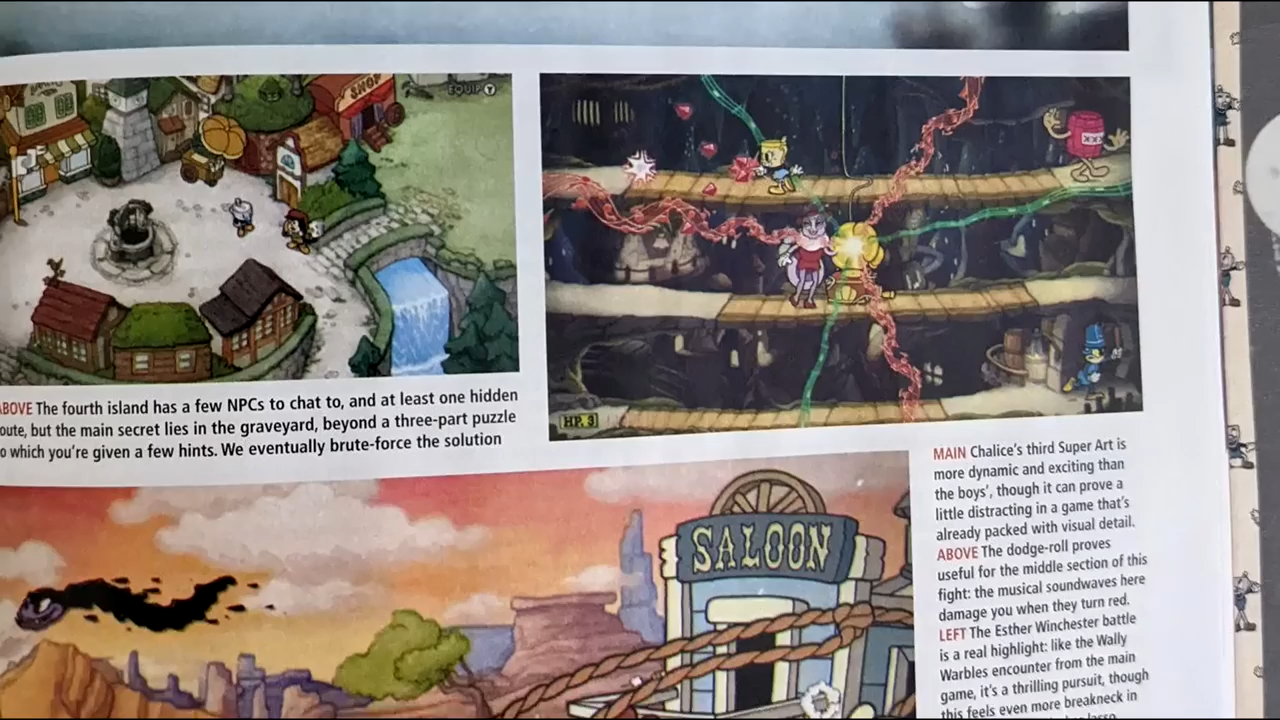 SHOP
EQUIP Y
XXX
HP. 3
ABOVE The fourth island has a few NPCs to chat to, and at least one hidden
oute, but the main secret lies in the graveyard, beyond a three-part puzzle
o which you're given a few hints. We eventually brute-force the solution
SALOON
MAIN Chalice's third Super Art is
more dynamic and exciting than
the boys', though it can prove a
little distracting in a game that's
already packed with visual detail.
ABOVE The dodge-roll proves
useful for the middle section of this
fight: the musical soundwaves here
damage you when they turn red.
LEFT The Esther Winchester battle
is a real highlight: like the Wally
Warbles encounter from the main
game, it's a thrilling pursuit, though
this feels even more breakneck in